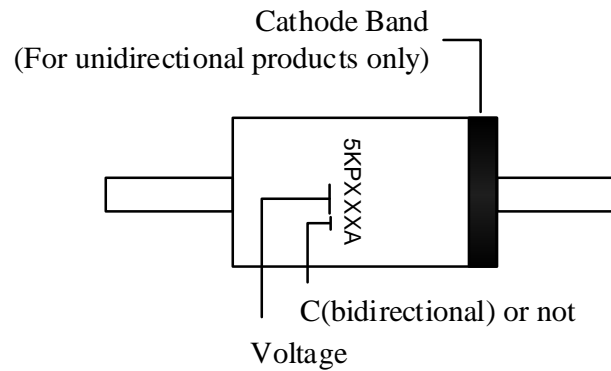 Cathode Band
(For unidirectional products only)
5KPXXXA
C(bidirectional) or not
Voltage